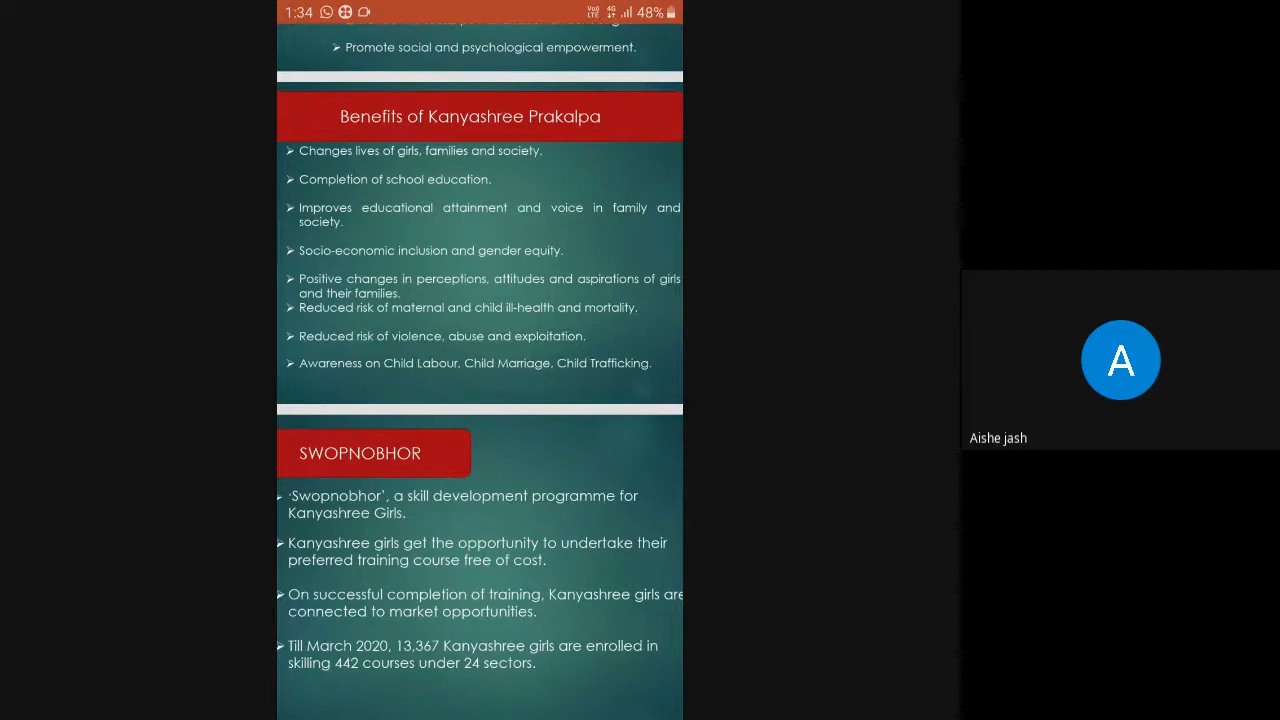 1:34
Vo)) LTE 4G 48%
➢ Promote social and psychological empowerment.
Benefits of Kanyashree Prakalpa
➢ Changes lives of girls, families and society.
➢ Completion of school education.
➢ Improves educational attainment and voice in family and
society.
➢ Socio-economic inclusion and gender equity.
➢ Positive changes in perceptions, attitudes and aspirations of girls
and their families.
➢ Reduced risk of maternal and child ill-health and mortality.
➢ Reduced risk of violence, abuse and exploitation.
➢ Awareness on Child Labour, Child Marriage, Child Trafficking.
SWOPNOBHOR
➢ ‘Swopnobhor’, a skill development programme for
Kanyashree Girls.
➢ Kanyashree girls get the opportunity to undertake their
preferred training course free of cost.
➢ On successful completion of training, Kanyashree girls are
connected to market opportunities.
➢ Till March 2020, 13,367 Kanyashree girls are enrolled in
skilling 442 courses under 24 sectors.
A
Aishe jash